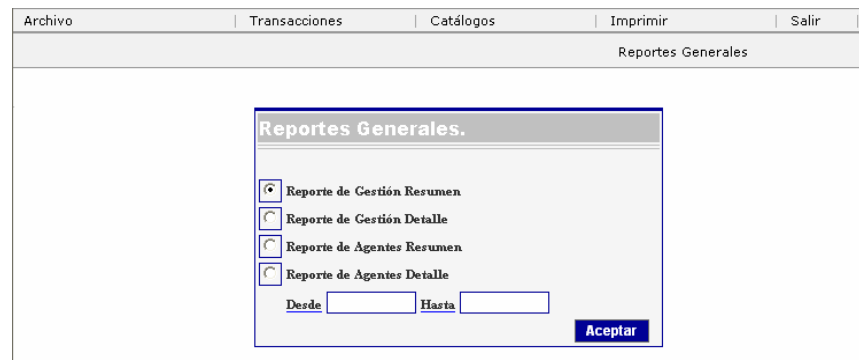 Archivo | Transacciones | Catálogos | Imprimir | Salir |
Reportes Generales
Reportes Generales.
Reporte de Gestión Resumen
Reporte de Gestión Detalle
Reporte de Agentes Resumen
Reporte de Agentes Detalle
Desde Hasta
Aceptar